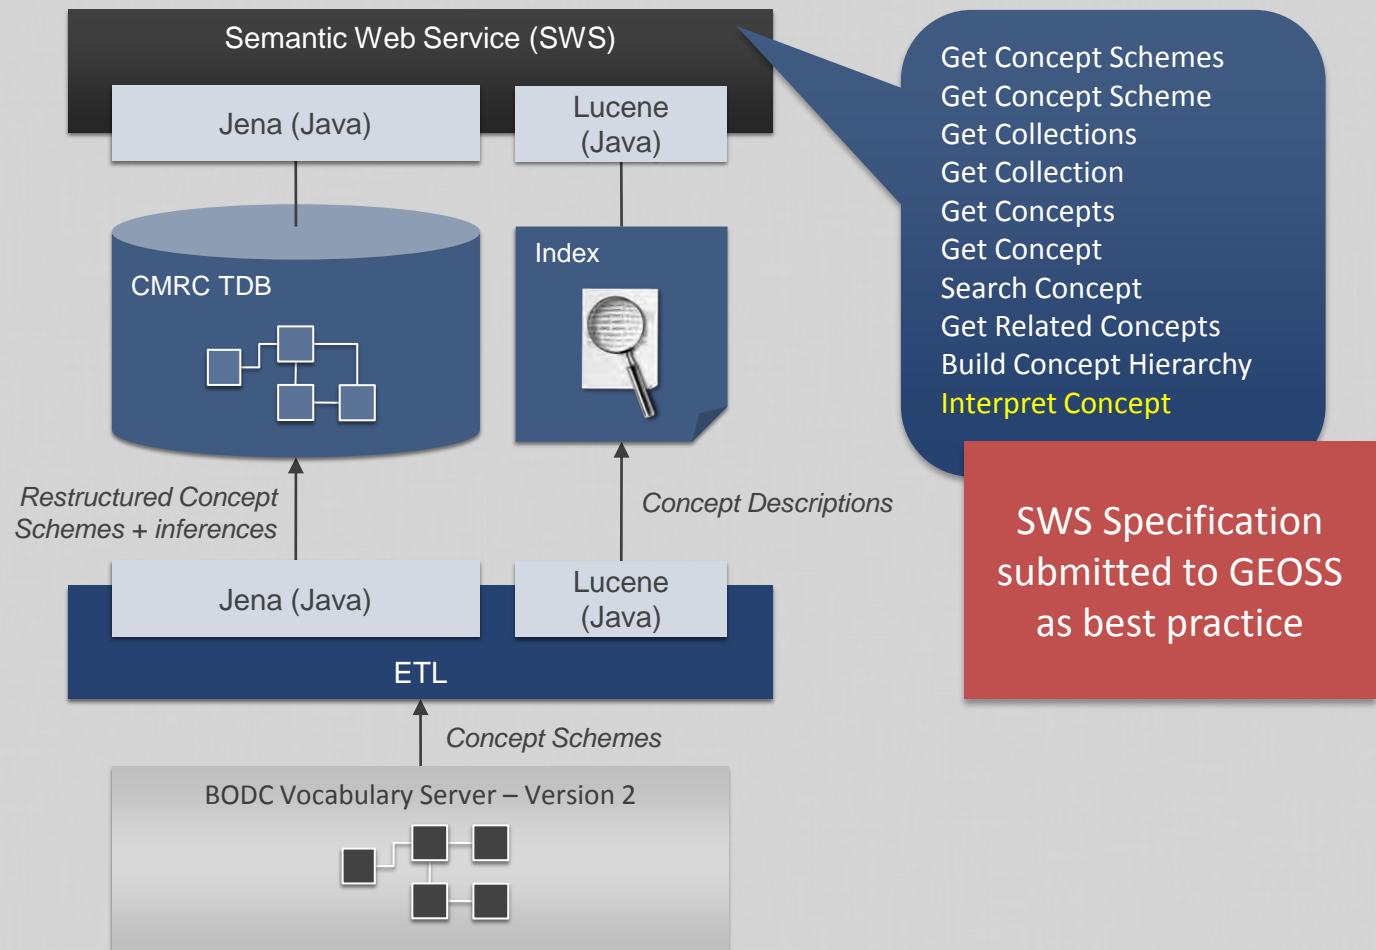 Semantic Web Service (SWS)
Jena (Java)
Lucene
(Java)
CMRC TDB
Index
Restructured Concept
Schemes + inferences
Concept Descriptions
Jena (Java)
Lucene
(Java)
ETL
Concept Schemes
BODC Vocabulary Server – Version 2
Get Concept Schemes
Get Concept Scheme
Get Collections
Get Collection
Get Concepts
Get Concept
Search Concept
Get Related Concepts
Build Concept Hierarchy
Interpret Concept
SWS Specification
submitted to GEOSS
as best practice